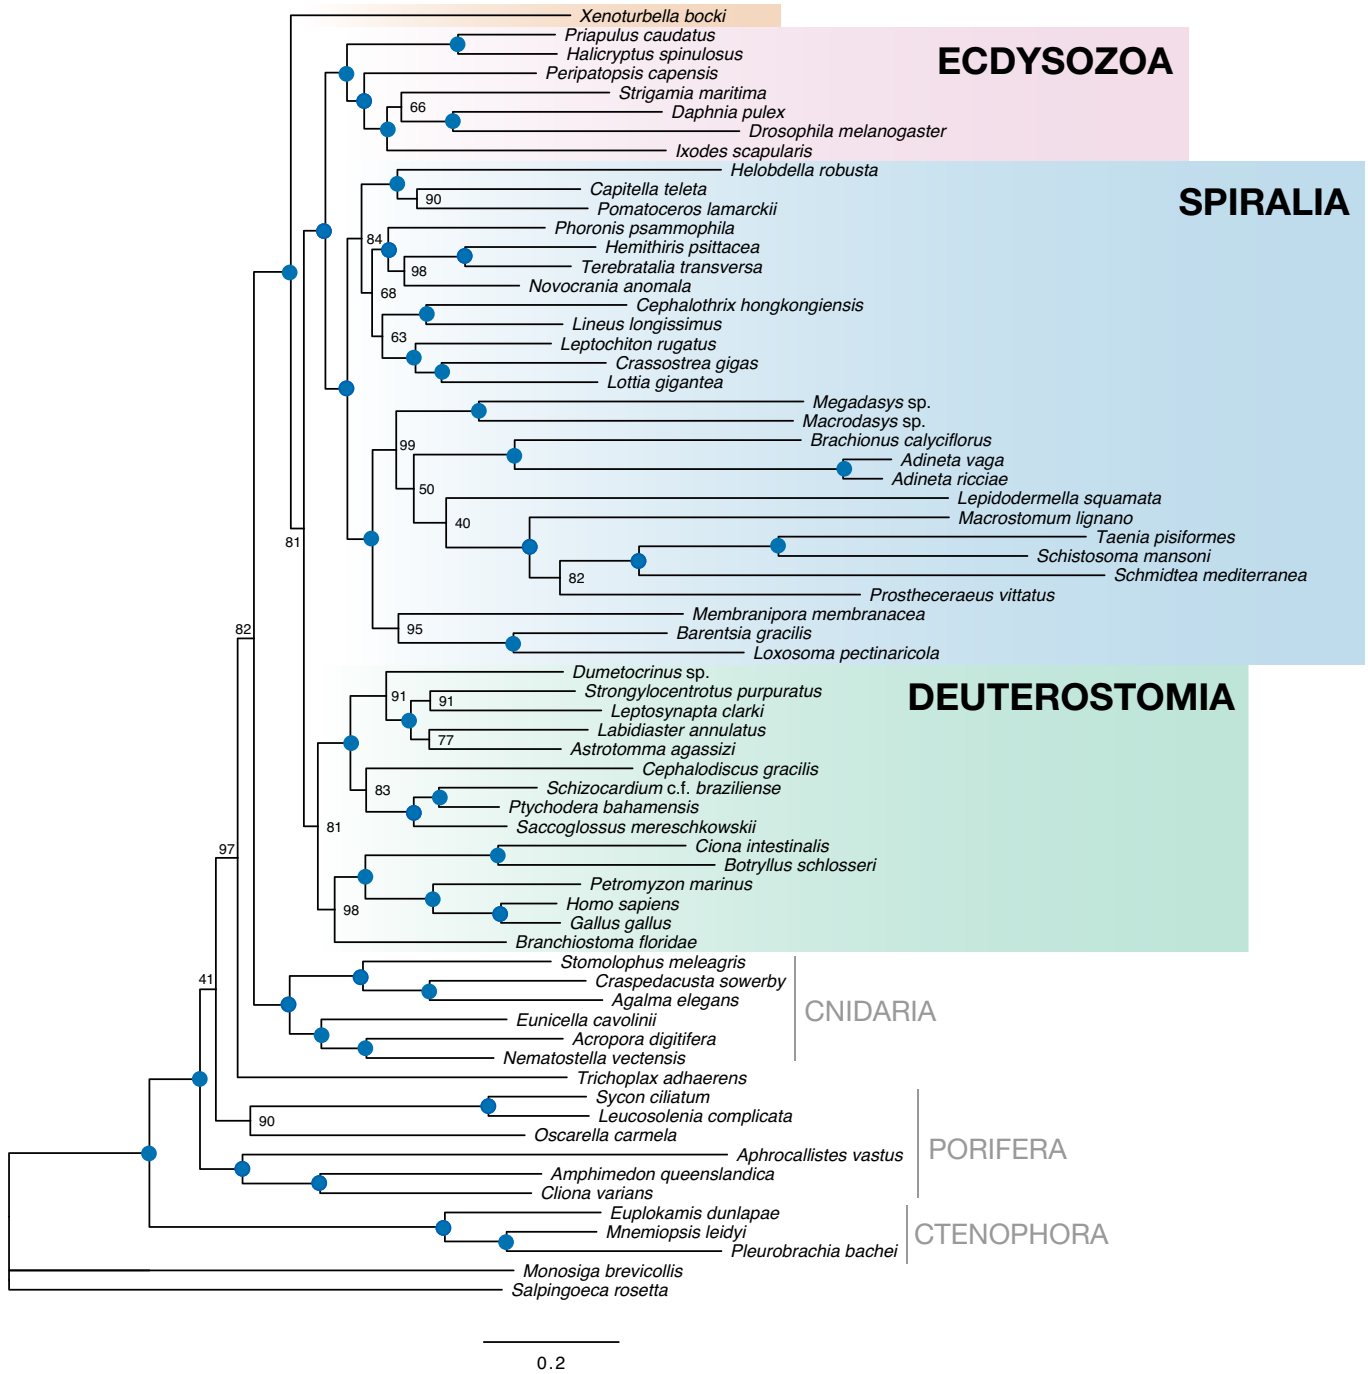 Xenoturbella bocki
Priapulus caudatus
ECDYSOZOA
Halicryptus spinulosus
Peripatopsis capensis
Strigamia maritima
66
Daphnia pulex
Drosophila melanogaster
Ixodes scapularis
Helobdella robusta
Capitella teleta
90
SPIRALIA
Pomatoceros lamarckii
Phoronis psammophila
84
Hemithiris psittacea
Terebratalia transversa
98
Novocrania anomala
68
Cephalothrix hongkongiensis
Lineus longissimus
63
Leptochiton rugatus
Crassostrea gigas
Lottia gigantea
Megadasys sp.
Macrodasys sp.
Brachionus calyciflorus
99
Adineta vaga
Adineta ricciae
50
Lepidodermella squamata
Macrostomum lignano
40
Taenia pisiformes
81
Schistosoma mansoni
Schmidtea mediterranea
82
Prostheceraeus vittatus
Membranipora membranacea
82
95
Barentsia gracilis
Loxosoma pectinaricola
Dumetocrinus sp.
Strongylocentrotus purpuratus
91
91
DEUTEROSTOMIA
Leptosynapta clarki
Labidiaster annulatus
77
Astrotomma agassizi
Cephalodiscus gracilis
83
Schizocardium c.f. braziliense
Ptychodera bahamensis
Saccoglossus mereschkowskii
81
Ciona intestinalis
97
Botryllus schlosseri
Petromyzon marinus
Homo sapiens
98
Gallus gallus
Branchiostoma floridae
Stomolophus meleagris
41
Craspedacusta sowerby
Agalma elegans
CNIDARIA
Eunicella cavolinii
Acropora digitifera
Nematostella vectensis
Trichoplax adhaerens
Sycon ciliatum
Leucosolenia complicata
90
Oscarella carmela
PORIFERA
Aphrocallistes vastus
Amphimedon queenslandica
Cliona varians
Euplokamis dunlapae
Mnemiopsis leidyi
CTENOPHORA
Pleurobrachia bachei
Monosiga brevicollis
Salpingoeca rosetta
0.2